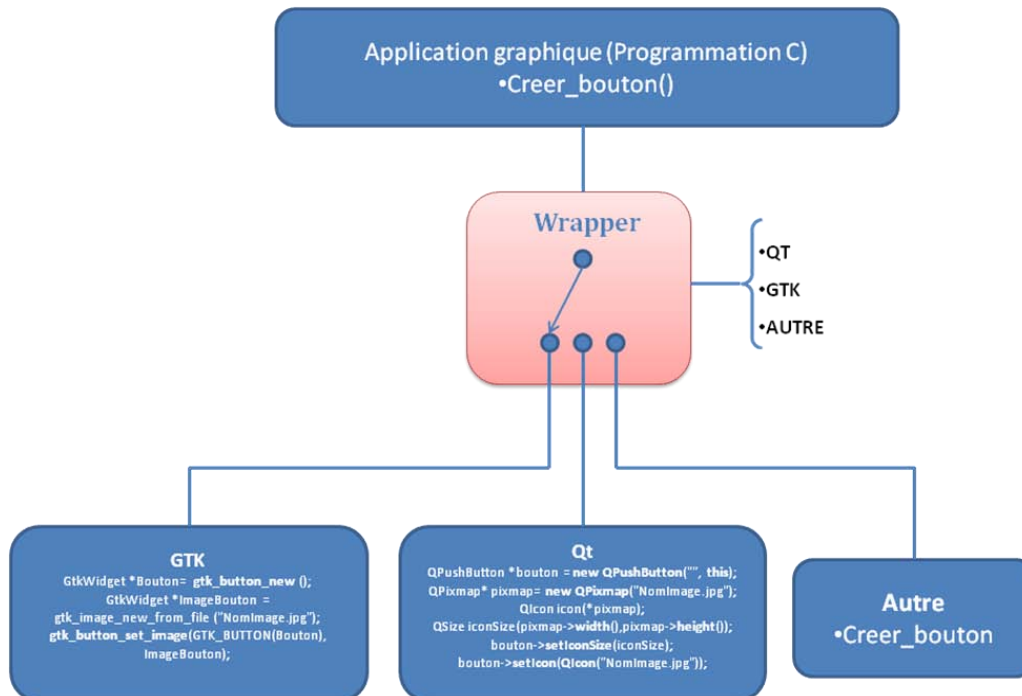 Application graphique (Programmation C)
•Creer_bouton()
Wrapper
•QT
•GTK
•AUTRE
GTK
GtkWidget *Bouton= gtk_button_new ();
GtkWidget *ImageBouton =
gtk_image_new_from_file ("NomImage.jpg");
gtk_button_set_image(GTK_BUTTON(Bouton),
ImageBouton);
Qt
QPushButton *bouton = new QPushButton("", this);
QPixmap* pixmap= new QPixmap("NomImage.jpg");
QIcon icon(*pixmap);
QSize iconSize(pixmap->width(),pixmap->height());
bouton->setIconSize(iconSize);
bouton->setIcon(QIcon("NomImage.jpg"));
Autre
•Creer_bouton